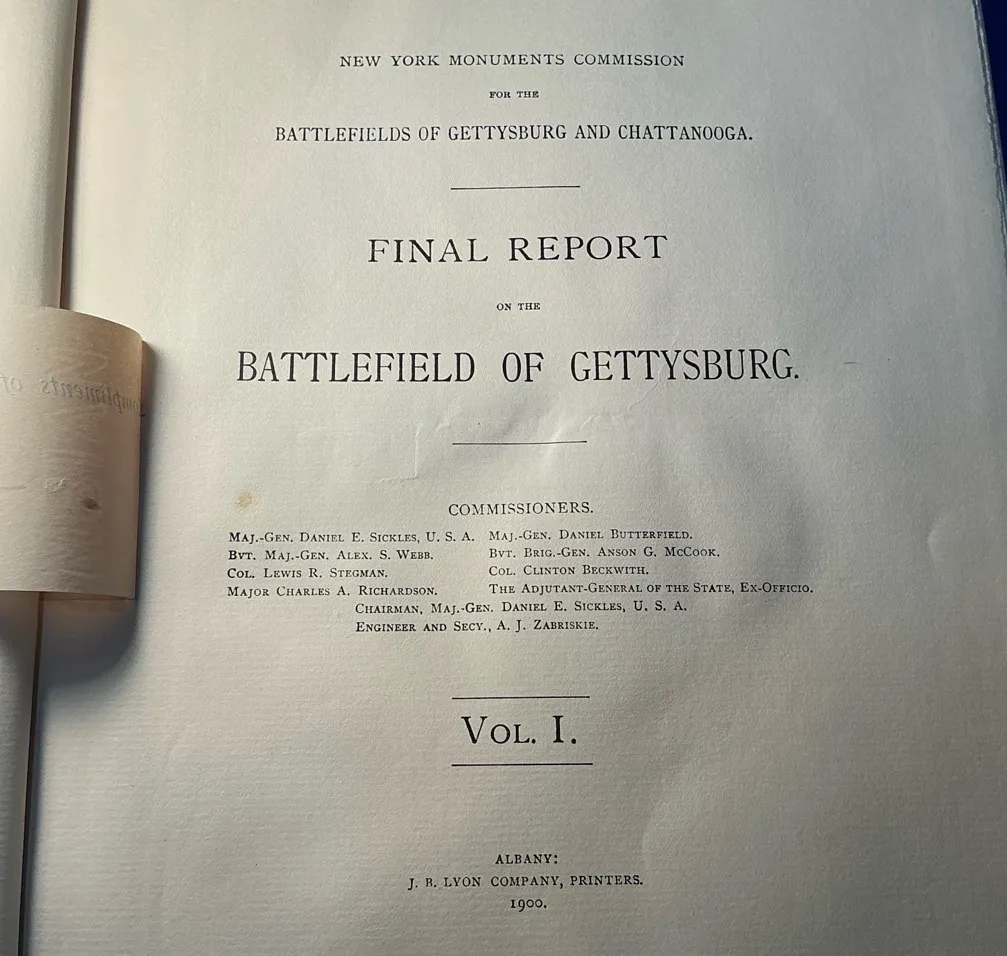 NEW YORK MONUMENTS COMMISSION
FOR THE
BATTLEFIELDS OF GETTYSBURG AND CHATTANOOGA.
FINAL REPORT
ON THE
BATTLEFIELD OF GETTYSBURG.
COMMISSIONERS.
MAJ.-GEN. DANIEL E. SICKLES, U. S. A. MAJ.-GEN. DANIEL BUTTERFIELD.
BVT. MAJ.-GEN. ALEX. S. WEBB. BVT. BRIG.-GEN. ANSON G. MCCOOK.
COL. LEWIS R. STEGMAN. COL. CLINTON BECKWITH.
MAJOR CHARLES A. RICHARDSON. THE ADJUTANT-GENERAL OF THE STATE, EX-OFFICIO.
CHAIRMAN, MAJ.-GEN. DANIEL E. SICKLES, U. S. A.
ENGINEER AND SECY., A. J. ZABRISKIE.
VOL. I.
ALBANY:
J. B. LYON COMPANY, PRINTERS.
1900.